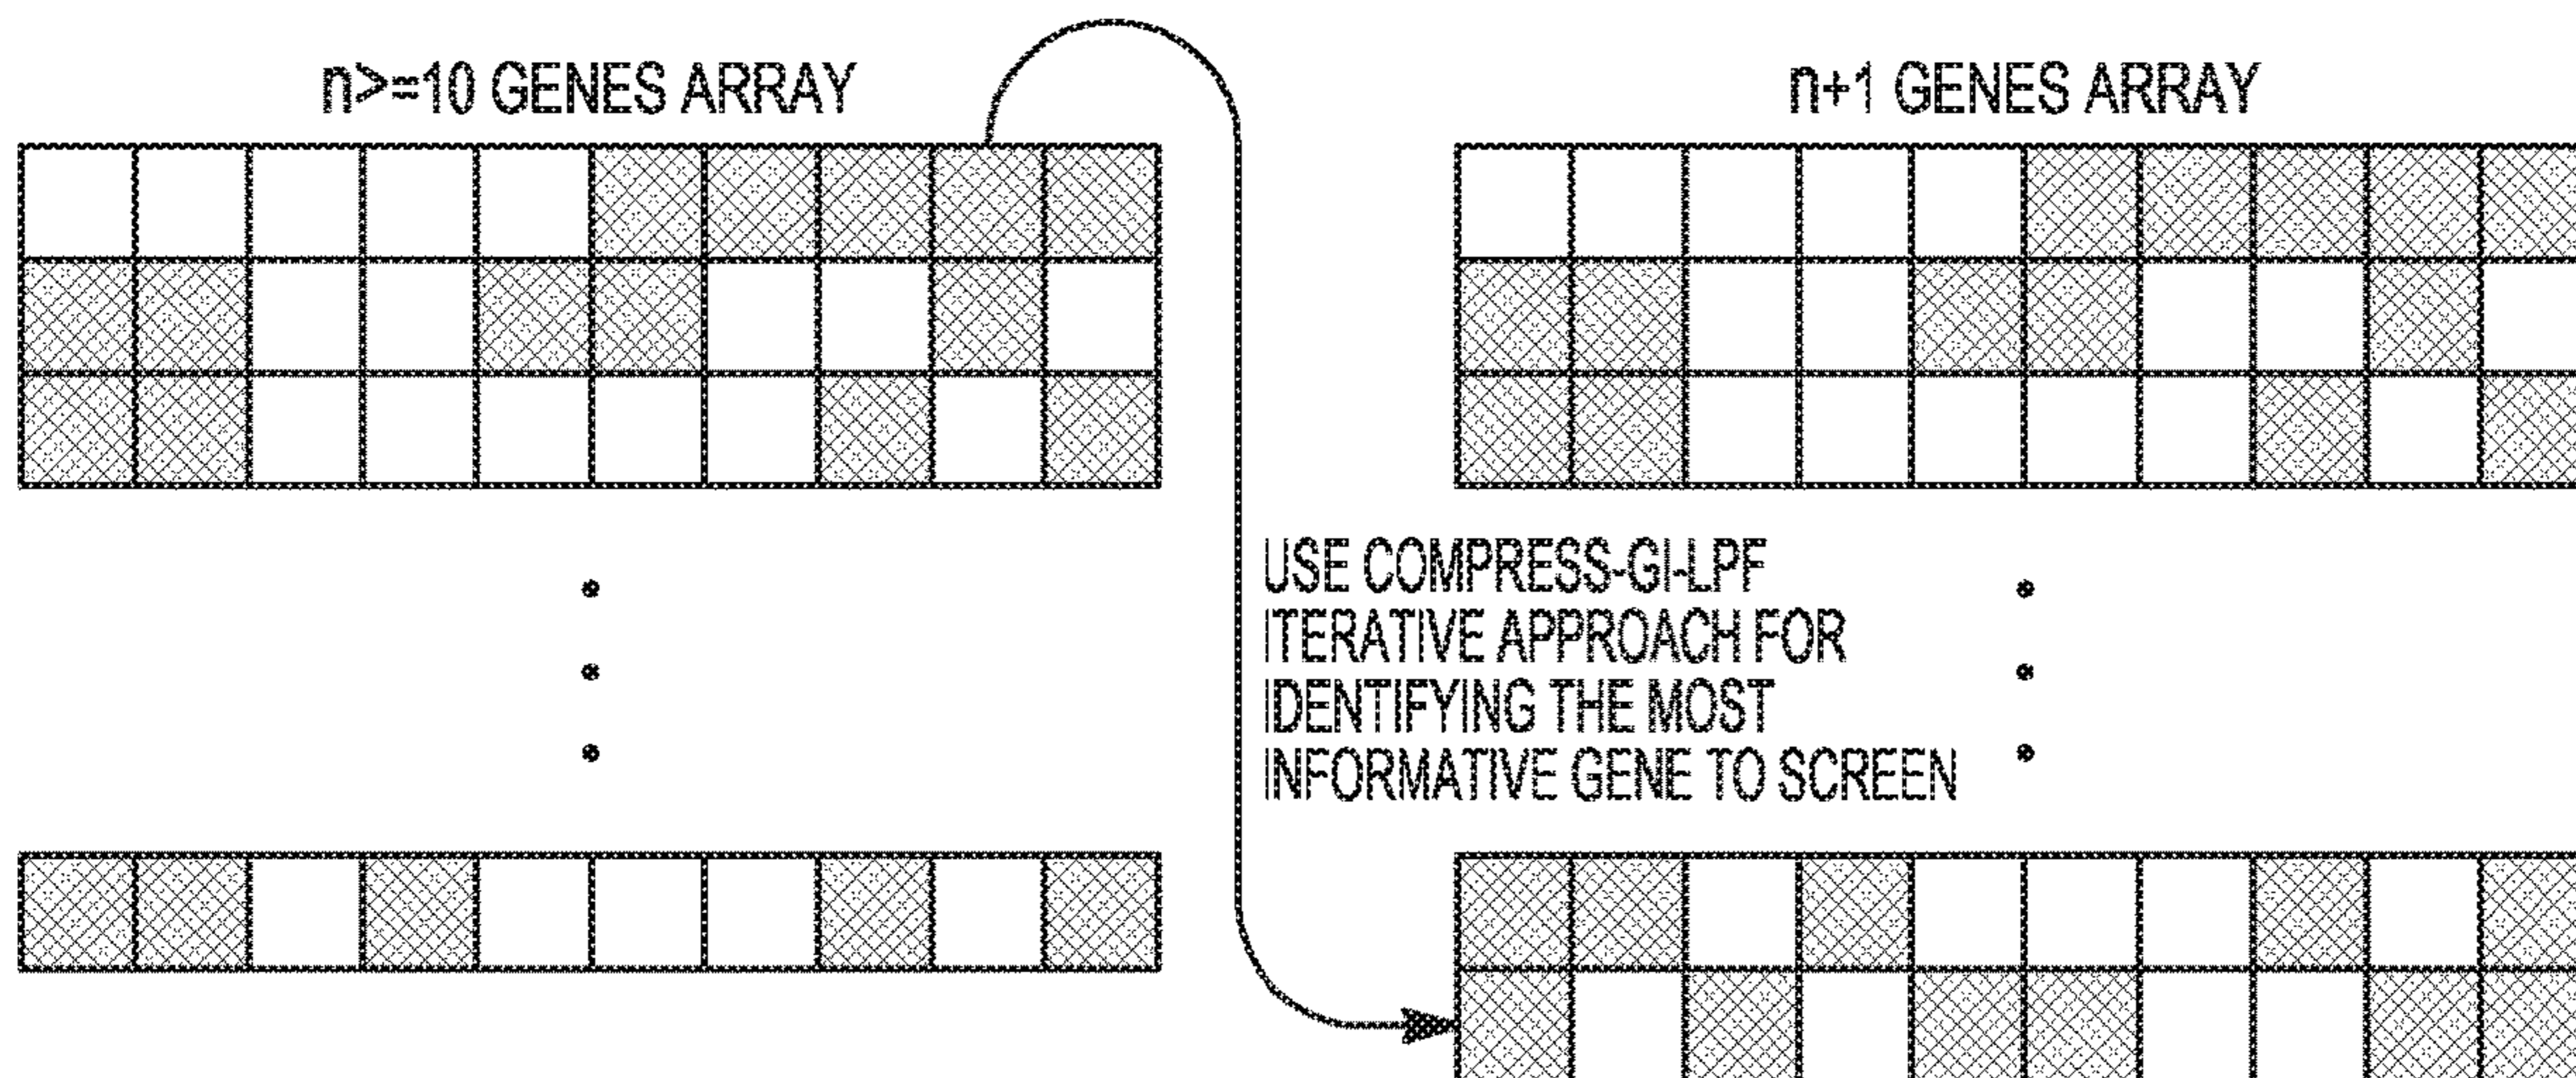 n>=10 GENES ARRAY
n+1 GENES ARRAY
USE COMPRESS-GI-LPF
ITERATIVE APPROACH FOR
IDENTIFYING THE MOST
INFORMATIVE GENE TO SCREEN